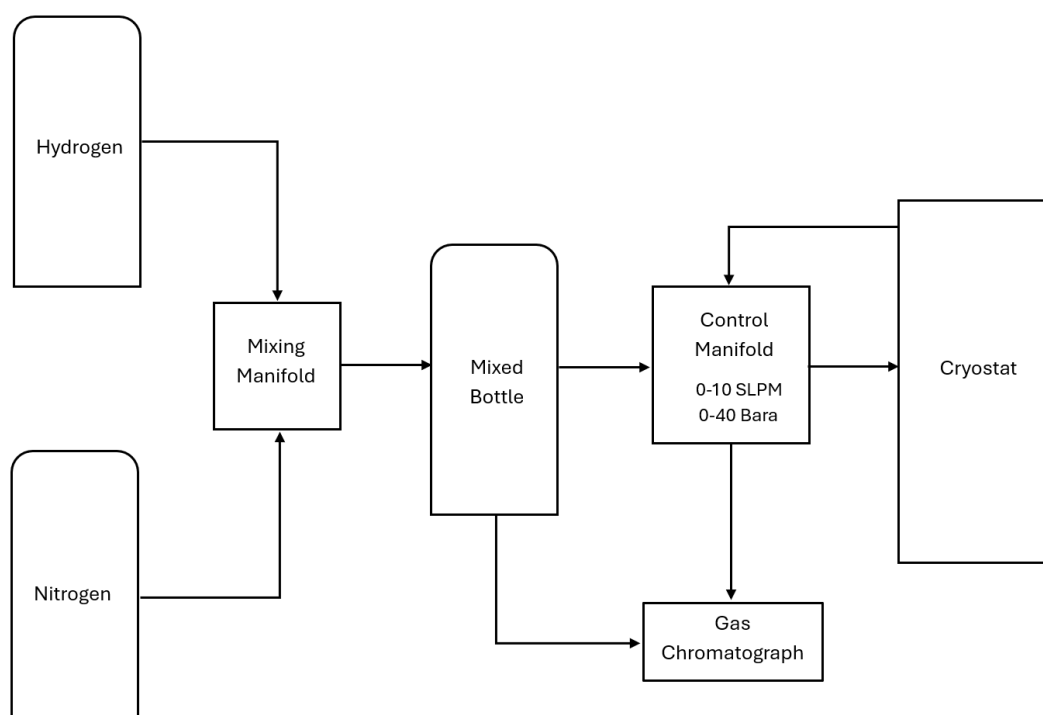 Hydrogen
Mixing
Manifold
Nitrogen
Mixed
Bottle
Control
Manifold
0-10 SLPM
0-40 Bara
Cryostat
Gas
Chromatograph